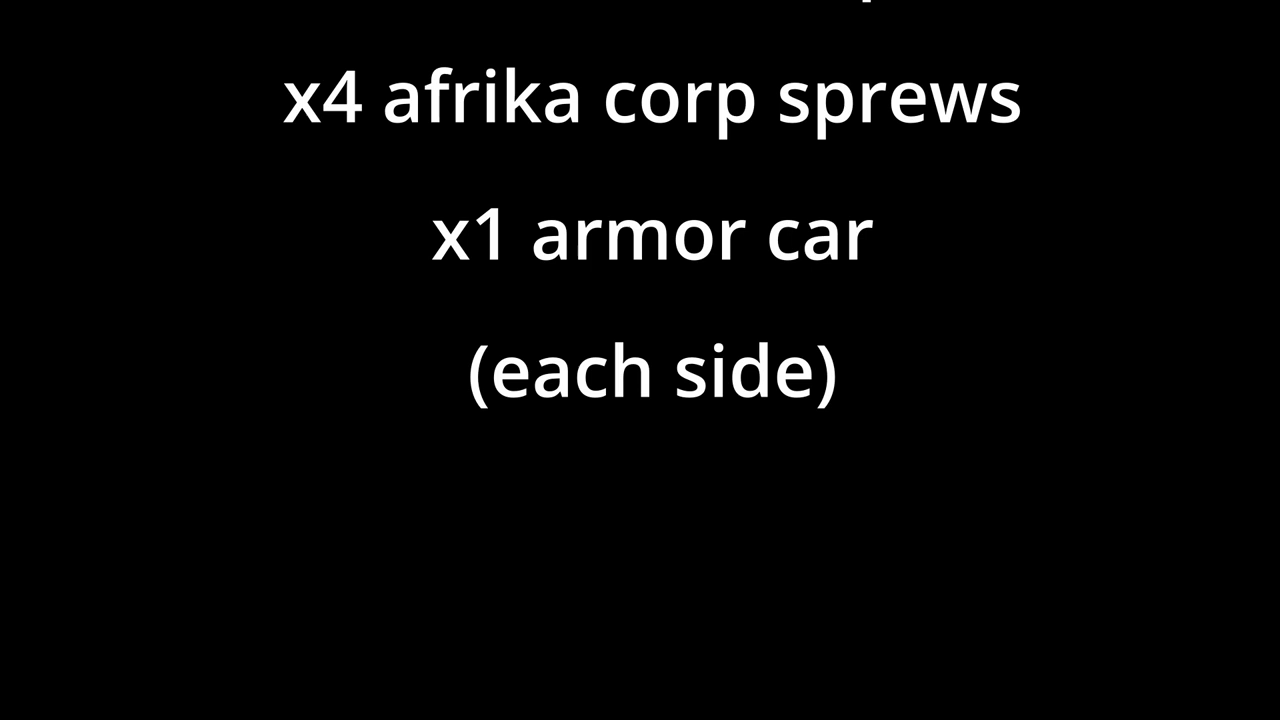 x4 afrika corp sprews
x1 armor car
(each side)